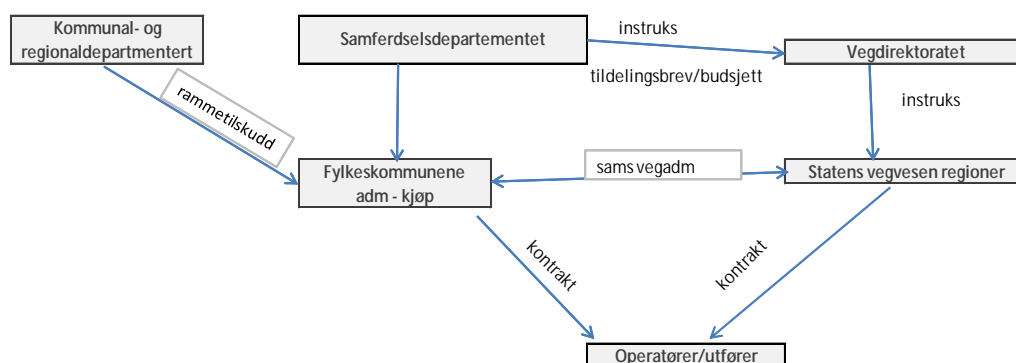 Kommunal- og
regionaldepartmentert
Samferdselsdepartementet
instruks
Vegdirektoratet
tildelingsbrev/budsjett
rammetilskudd
instruks
Fylkeskommunene
adm - kjøp
sams vegadm
Statens vegvesen regioner
kontrakt
kontrakt
Operatører/utfører